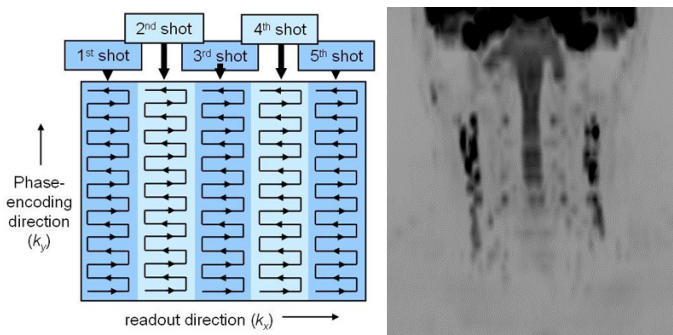 2nd shot
4th shot
1st shot
3rd shot
5th shot
Phase-
encoding
direction
(ky)
readout direction (kx)